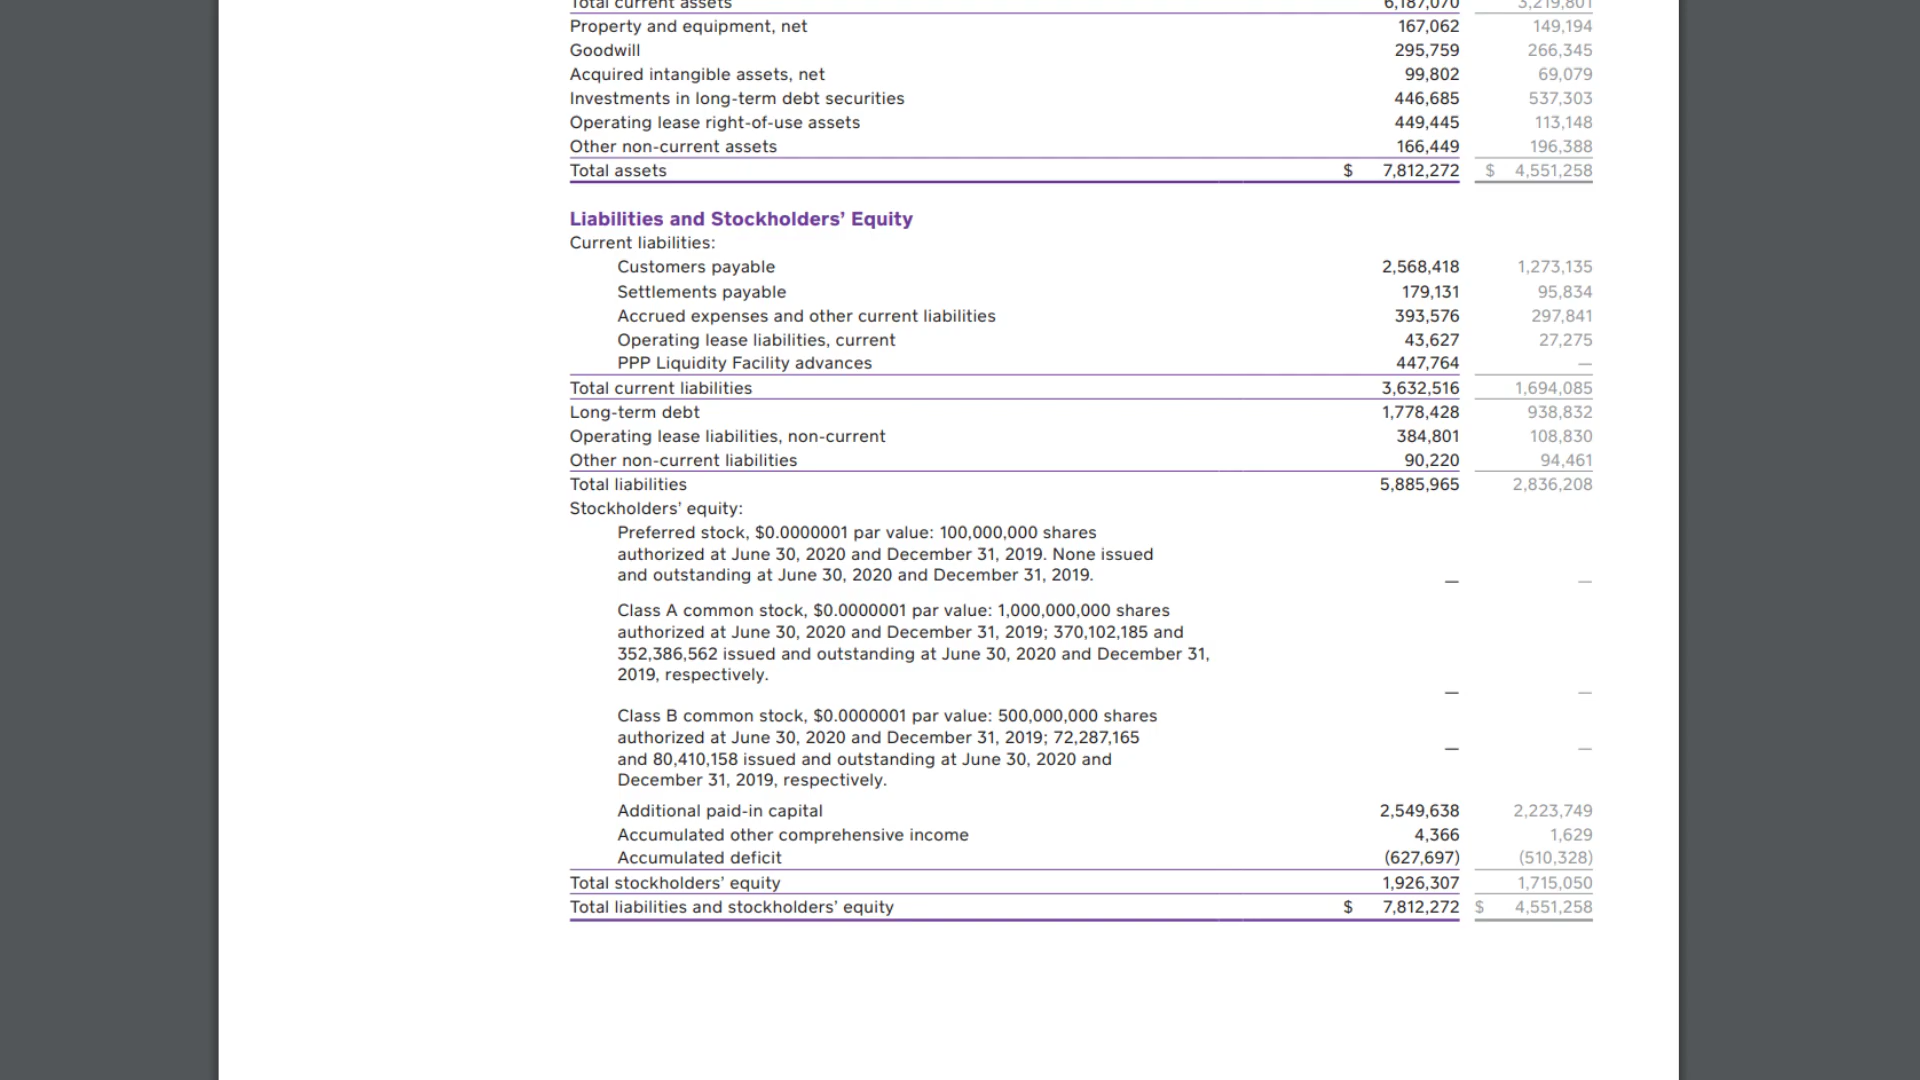 Total current assets 6,187,070 3,219,801
Property and equipment, net 167,062 149,194
Goodwill 295,759 266,345
Acquired intangible assets, net 99,802 69,079
Investments in long-term debt securities 446,685 537,303
Operating lease right-of-use assets 449,445 113,148
Other non-current assets 166,449 196,388
Total assets $ 7,812,272 $ 4,551,258
Liabilities and Stockholders’ Equity
Current liabilities:
Customers payable 2,568,418 1,273,135
Settlements payable 179,131 95,834
Accrued expenses and other current liabilities 393,576 297,841
Operating lease liabilities, current 43,627 27,275
PPP Liquidity Facility advances 447,764 —
Total current liabilities 3,632,516 1,694,085
Long-term debt 1,778,428 938,832
Operating lease liabilities, non-current 384,801 108,830
Other non-current liabilities 90,220 94,461
Total liabilities 5,885,965 2,836,208
Stockholders’ equity:
Preferred stock, $0.0000001 par value: 100,000,000 shares
authorized at June 30, 2020 and December 31, 2019. None issued
and outstanding at June 30, 2020 and December 31, 2019. — —
Class A common stock, $0.0000001 par value: 1,000,000,000 shares
authorized at June 30, 2020 and December 31, 2019; 370,102,185 and
352,386,562 issued and outstanding at June 30, 2020 and December 31,
2019, respectively. — —
Class B common stock, $0.0000001 par value: 500,000,000 shares
authorized at June 30, 2020 and December 31, 2019; 72,287,165 — —
and 80,410,158 issued and outstanding at June 30, 2020 and
December 31, 2019, respectively.
Additional paid-in capital 2,549,638 2,223,749
Accumulated other comprehensive income 4,366 1,629
Accumulated deficit (627,697) (510,328)
Total stockholders’ equity 1,926,307 1,715,050
Total liabilities and stockholders’ equity $ 7,812,272 $ 4,551,258